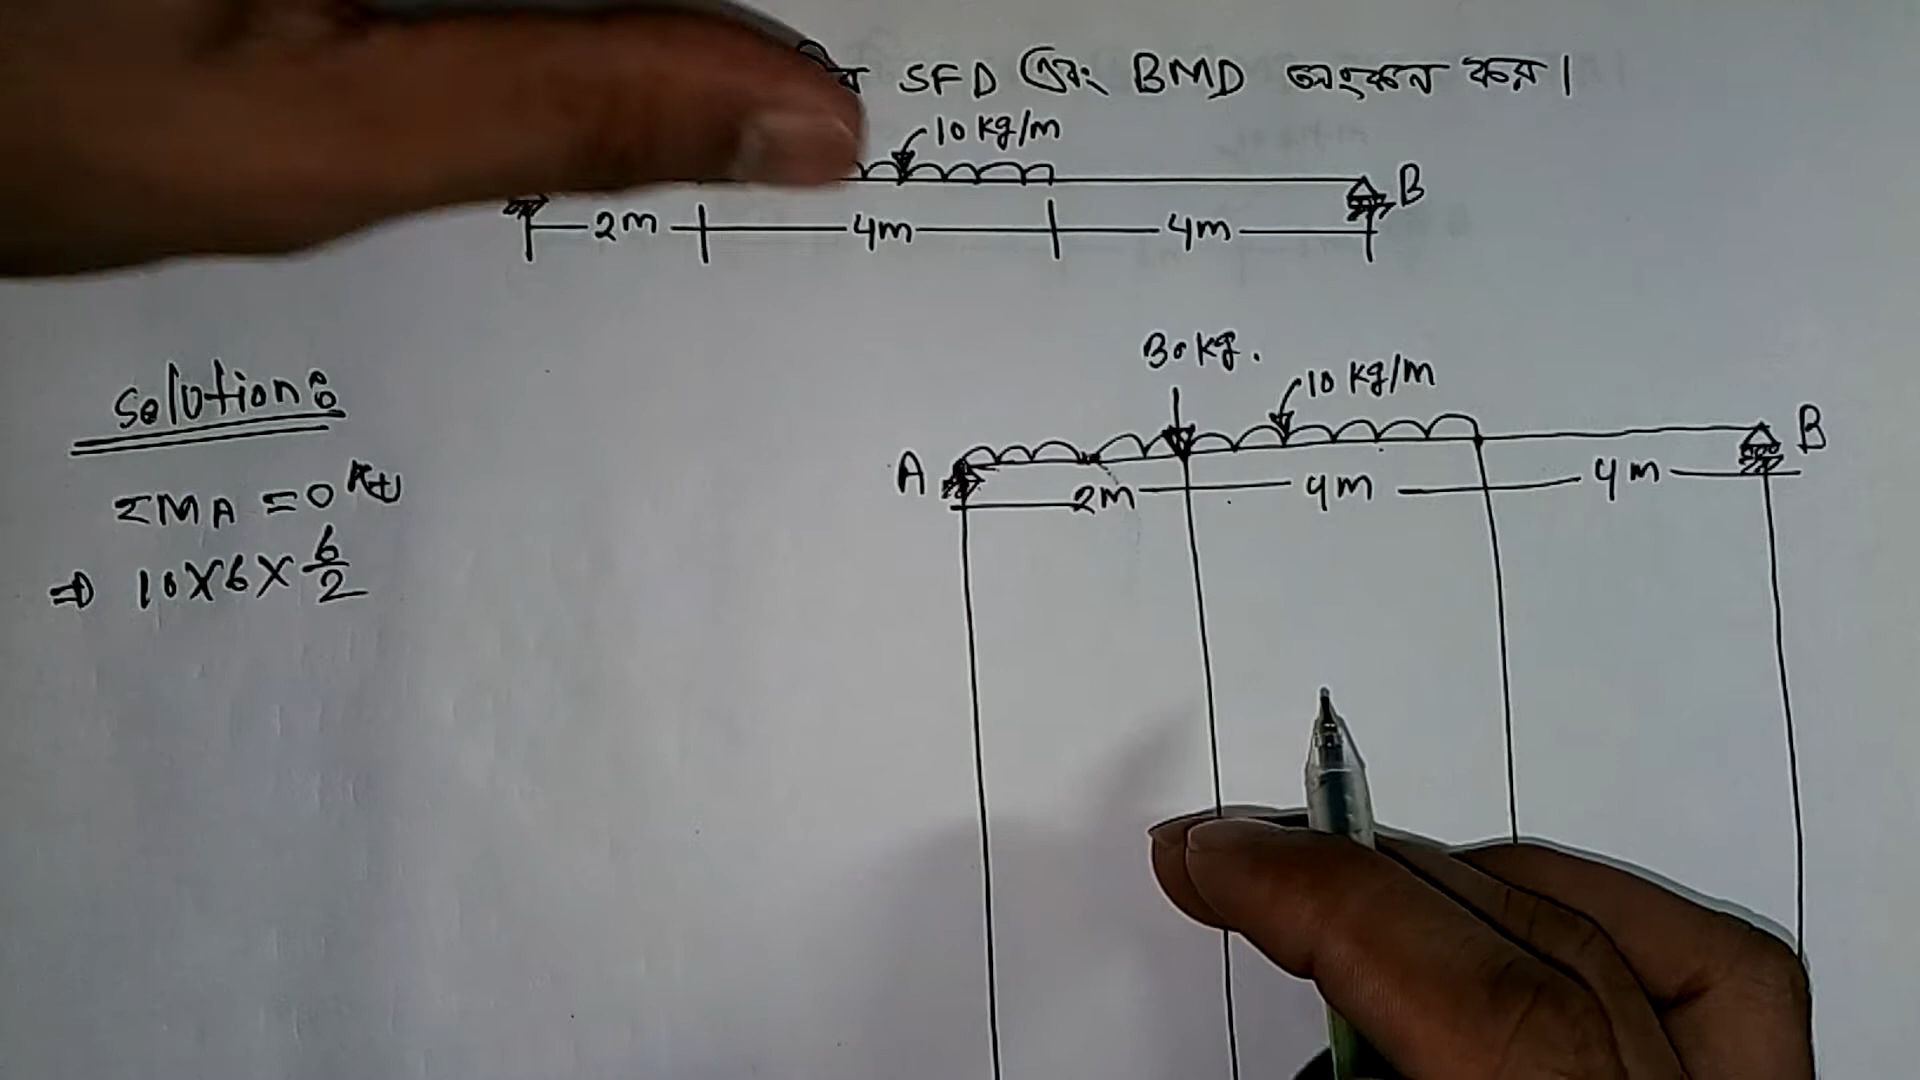 SFD এবং BMD অংকন কর।
10 kg/m
B
2m 4m 4m
30 kg.
10 kg/m
A B
2m 4m 4m
Solution:
ΣMA = 0
⇒ 10×6×6/2